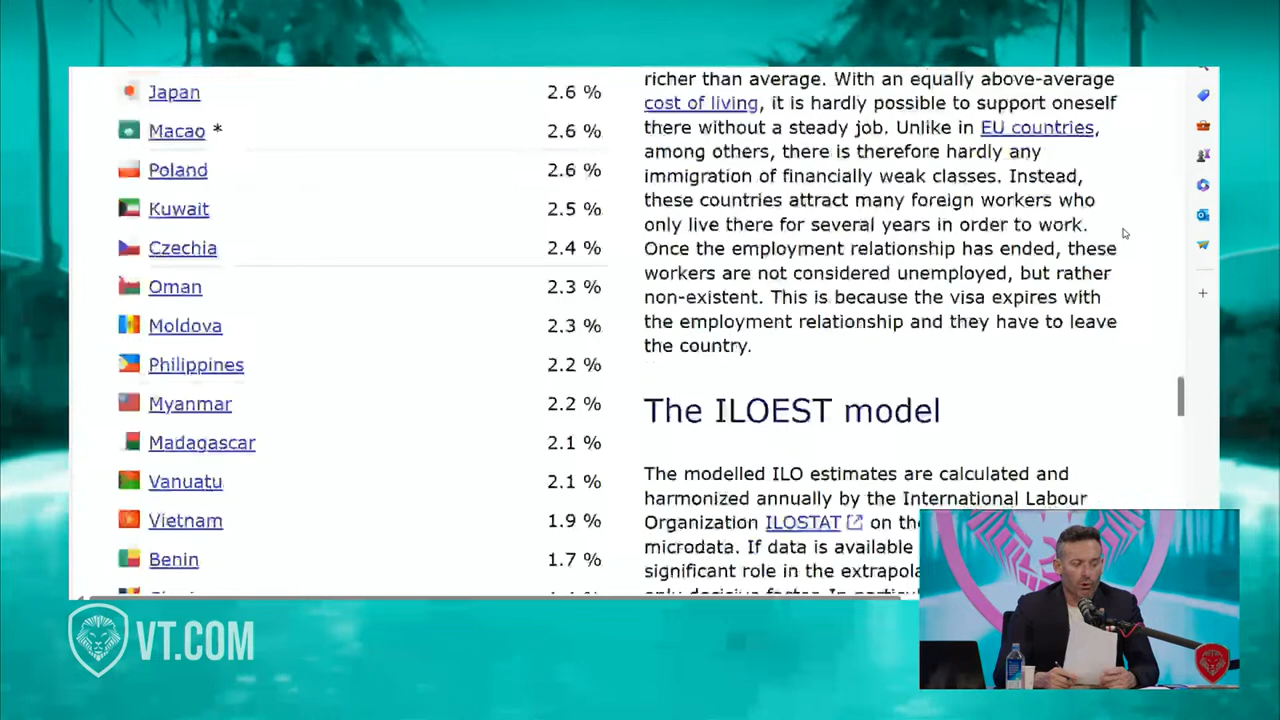 Japan 2.6 %
Macao * 2.6 %
Poland 2.6 %
Kuwait 2.5 %
Czechia 2.4 %
Oman 2.3 %
Moldova 2.3 %
Philippines 2.2 %
Myanmar 2.2 %
Madagascar 2.1 %
Vanuatu 2.1 %
Vietnam 1.9 %
Benin 1.7 %
richer than average. With an equally above-average
cost of living, it is hardly possible to support oneself
there without a steady job. Unlike in EU countries,
among others, there is therefore hardly any
immigration of financially weak classes. Instead,
these countries attract many foreign workers who
only live there for several years in order to work.
Once the employment relationship has ended, these
workers are not considered unemployed, but rather
non-existent. This is because the visa expires with
the employment relationship and they have to leave
the country.
The ILOEST model
The modelled ILO estimates are calculated and
harmonized annually by the International Labour
Organization ILOSTAT on the
microdata. If data is available
significant role in the extrapola
VT.COM